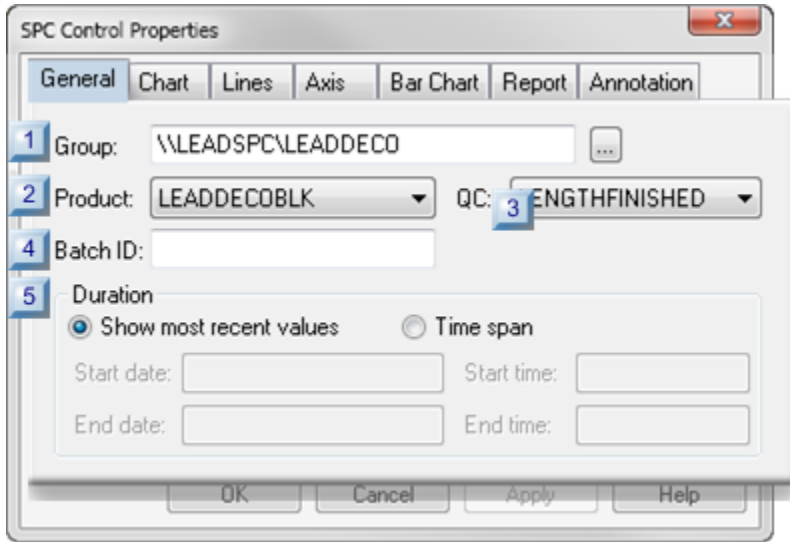 SPC Control Properties
General Chart Lines Axis Bar Chart Report Annotation
1 Group: \\LEADSPC\LEADDECO ...
2 Product: LEADDECOBLK QC: 3 ENGTHFINISHED
4 Batch ID:
5 Duration
Show most recent values Time span
Start date: Start time:
End date: End time:
OK Cancel Apply Help